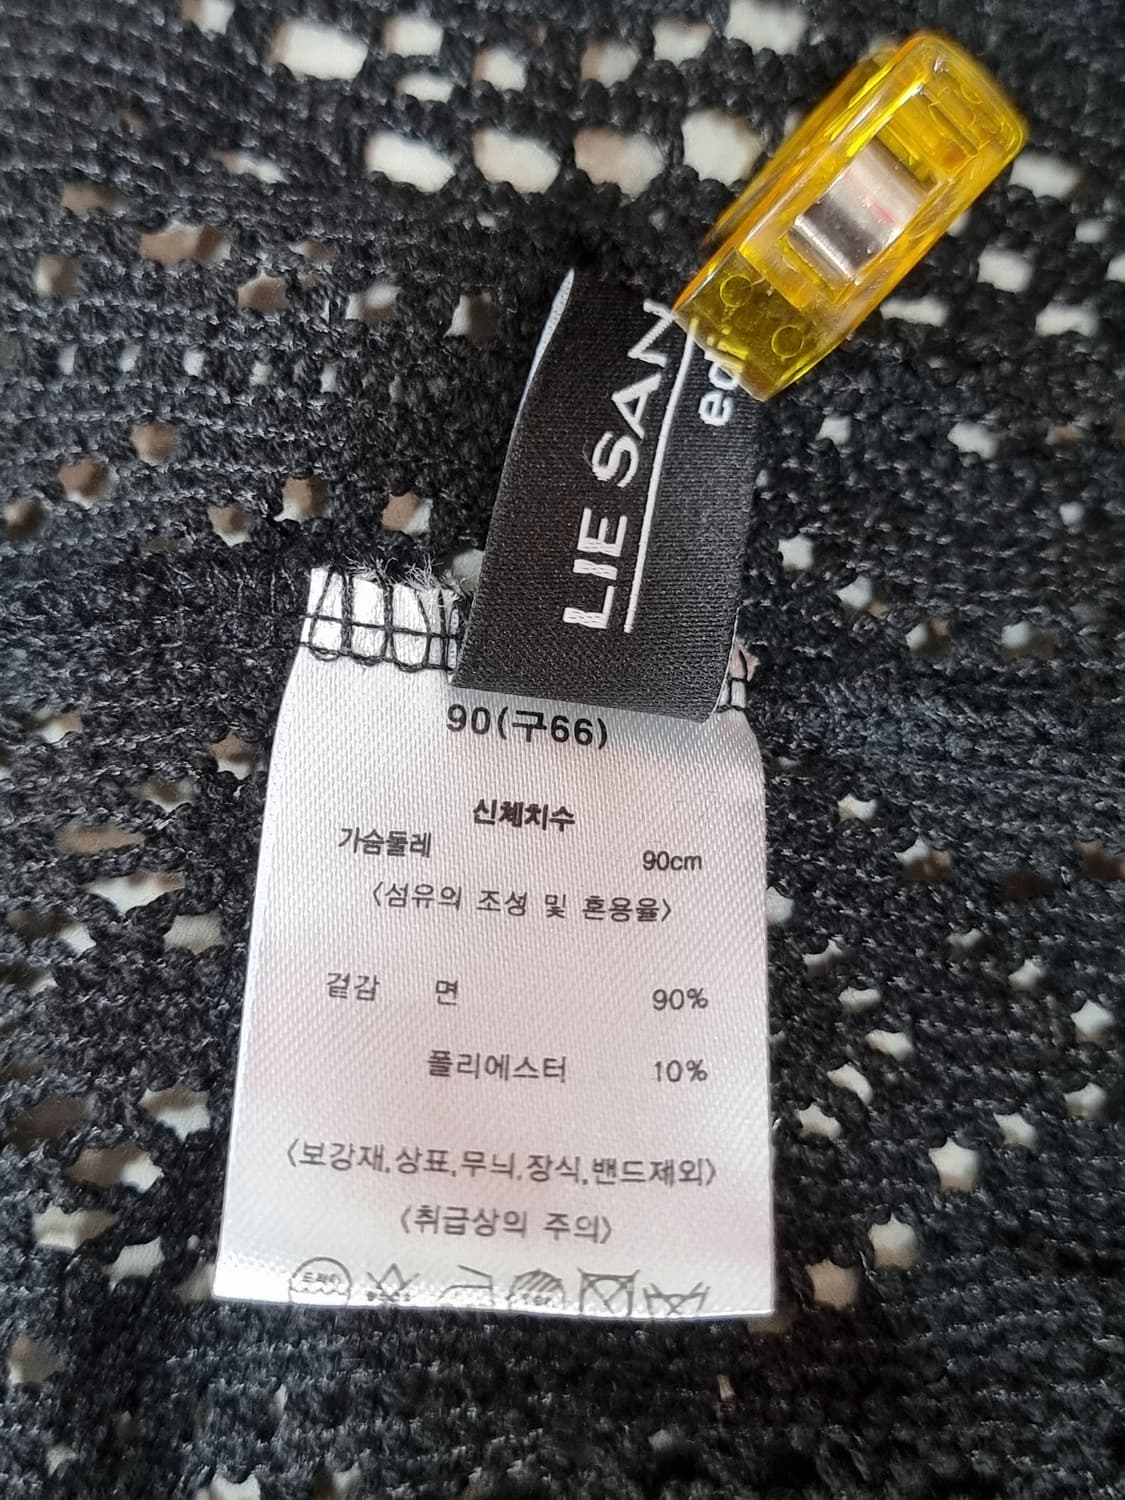 LIE SAN
90(구66)
신체치수
가슴둘레 90cm
〈섬유의 조성 및 혼용율〉
겉감 면 90%
폴리에스터 10%
〈보강재,상표,무늬,장식,밴드제외〉
〈취급상의 주의〉